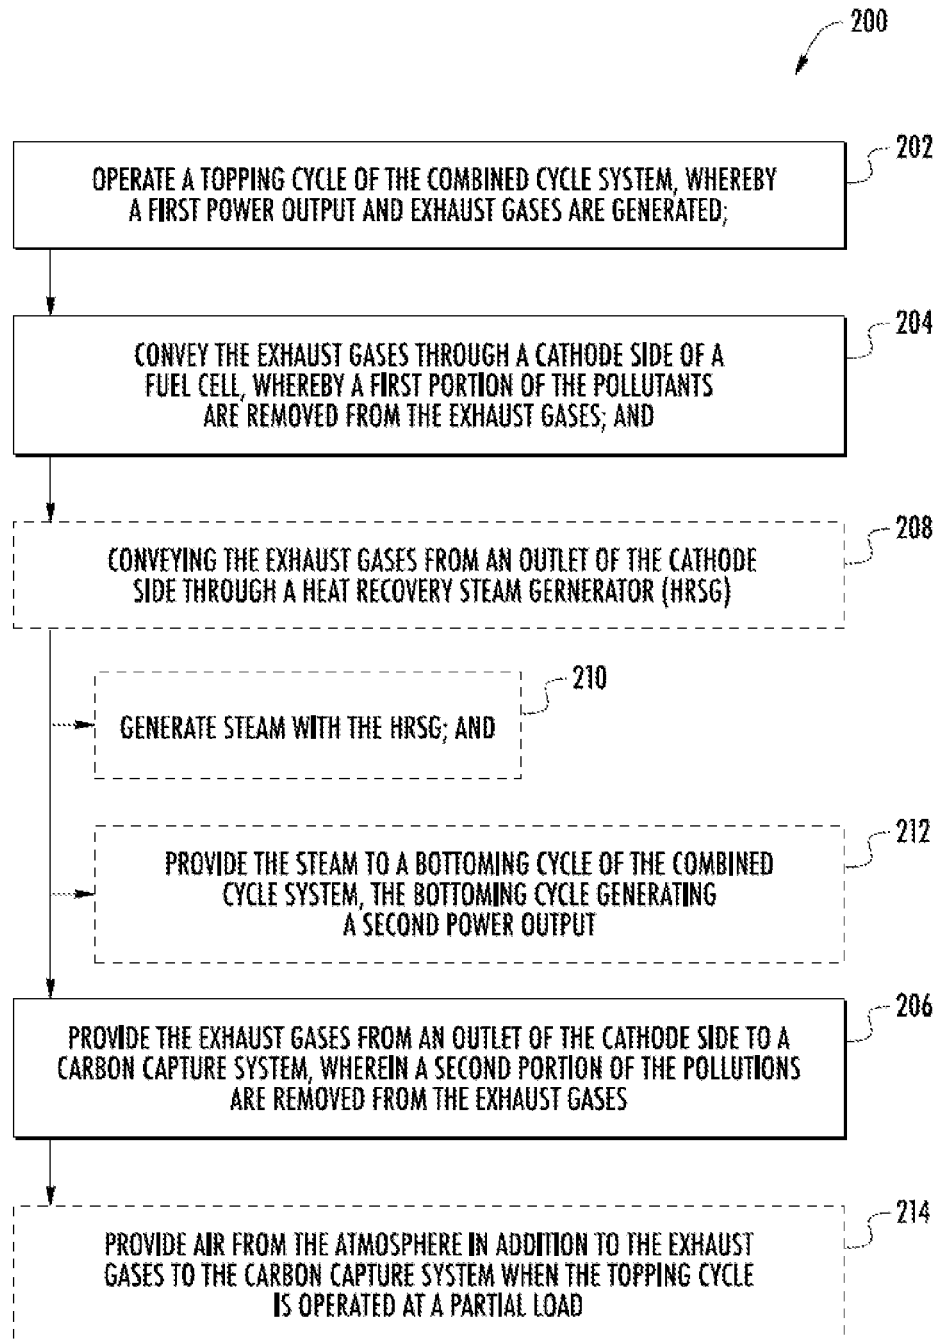 200
202
OPERATE A TOPPING CYCLE OF THE COMBINED CYCLE SYSTEM, WHEREBY
A FIRST POWER OUTPUT AND EXHAUST GASES ARE GENERATED;
204
CONVEY THE EXHAUST GASES THROUGH A CATHODE SIDE OF A
FUEL CELL, WHEREBY A FIRST PORTION OF THE POLLUTANTS
ARE REMOVED FROM THE EXHAUST GASES; AND
208
CONVEYING THE EXHAUST GASES FROM AN OUTLET OF THE CATHODE
SIDE THROUGH A HEAT RECOVERY STEAM GERNERATOR (HRSG)
210
GENERATE STEAM WITH THE HRSG; AND
212
PROVIDE THE STEAM TO A BOTTOMING CYCLE OF THE COMBINED
CYCLE SYSTEM, THE BOTTOMING CYCLE GENERATING
A SECOND POWER OUTPUT
206
PROVIDE THE EXHAUST GASES FROM AN OUTLET OF THE CATHODE SIDE TO A
CARBON CAPTURE SYSTEM, WHEREIN A SECOND PORTION OF THE POLLUTIONS
ARE REMOVED FROM THE EXHAUST GASES
214
PROVIDE AIR FROM THE ATMOSPHERE IN ADDITION TO THE EXHAUST
GASES TO THE CARBON CAPTURE SYSTEM WHEN THE TOPPING CYCLE
IS OPERATED AT A PARTIAL LOAD